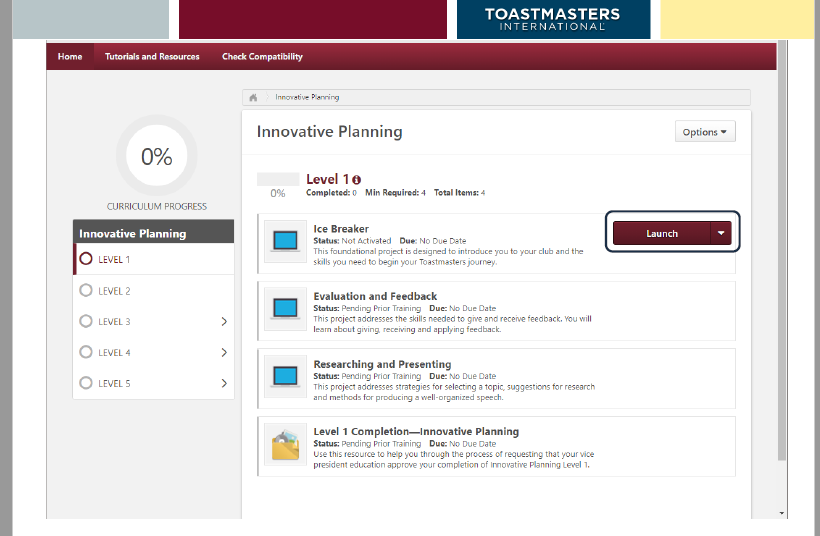 TOASTMASTERS
INTERNATIONAL
Home Tutorials and Resources Check Compatibility
Innovative Planning
0%
CURRICULUM PROGRESS
Innovative Planning
LEVEL 1
LEVEL 2
LEVEL 3
LEVEL 4
LEVEL 5
Innovative Planning
Options
0%
Level 1
Completed: 0 Min Required: 4 Total Items: 4
Ice Breaker
Status: Not Activated Due: No Due Date
This foundational project is designed to introduce you to your club and the
skills you need to begin your Toastmasters journey.
Launch
Evaluation and Feedback
Status: Pending Prior Training Due: No Due Date
This project addresses the skills needed to give and receive feedback. You will
learn about giving, receiving and applying feedback.
Researching and Presenting
Status: Pending Prior Training Due: No Due Date
This project addresses strategies for selecting a topic, suggestions for research
and methods for producing a well-organized speech.
Level 1 Completion—Innovative Planning
Status: Pending Prior Training Due: No Due Date
Use this resource to help you through the process of requesting that your vice
president education approve your completion of Innovative Planning Level 1.